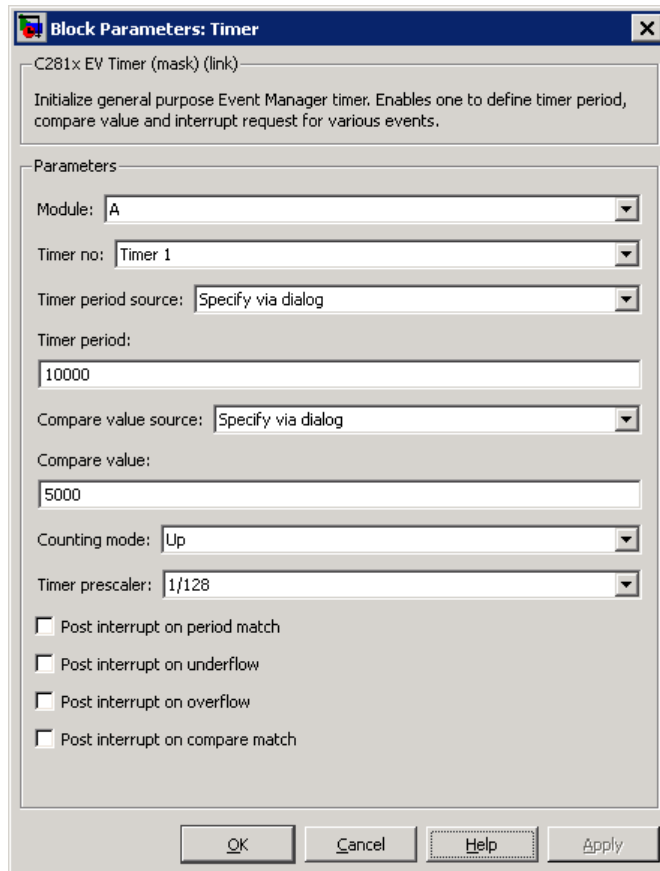 Block Parameters: Timer
C281x EV Timer (mask) (link)
Initialize general purpose Event Manager timer. Enables one to define timer period,
compare value and interrupt request for various events.
Parameters
Module: A
Timer no: Timer 1
Timer period source: Specify via dialog
Timer period:
10000
Compare value source: Specify via dialog
Compare value:
5000
Counting mode: Up
Timer prescaler: 1/128
Post interrupt on period match
Post interrupt on underflow
Post interrupt on overflow
Post interrupt on compare match
OK Cancel Help Apply